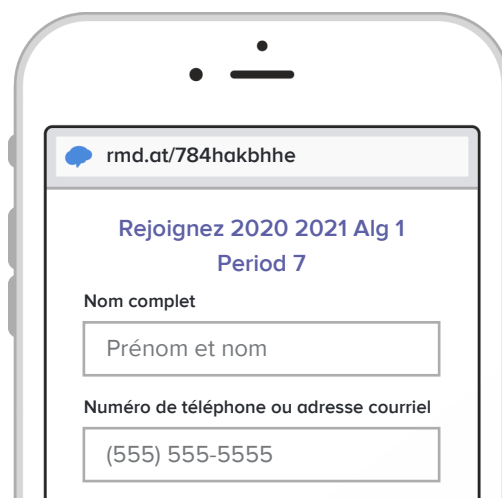 rmd.at/784hakbhhe
Rejoignez 2020 2021 Alg 1
Period 7
Nom complet
Prénom et nom
Numéro de téléphone ou adresse courriel
(555) 555-5555